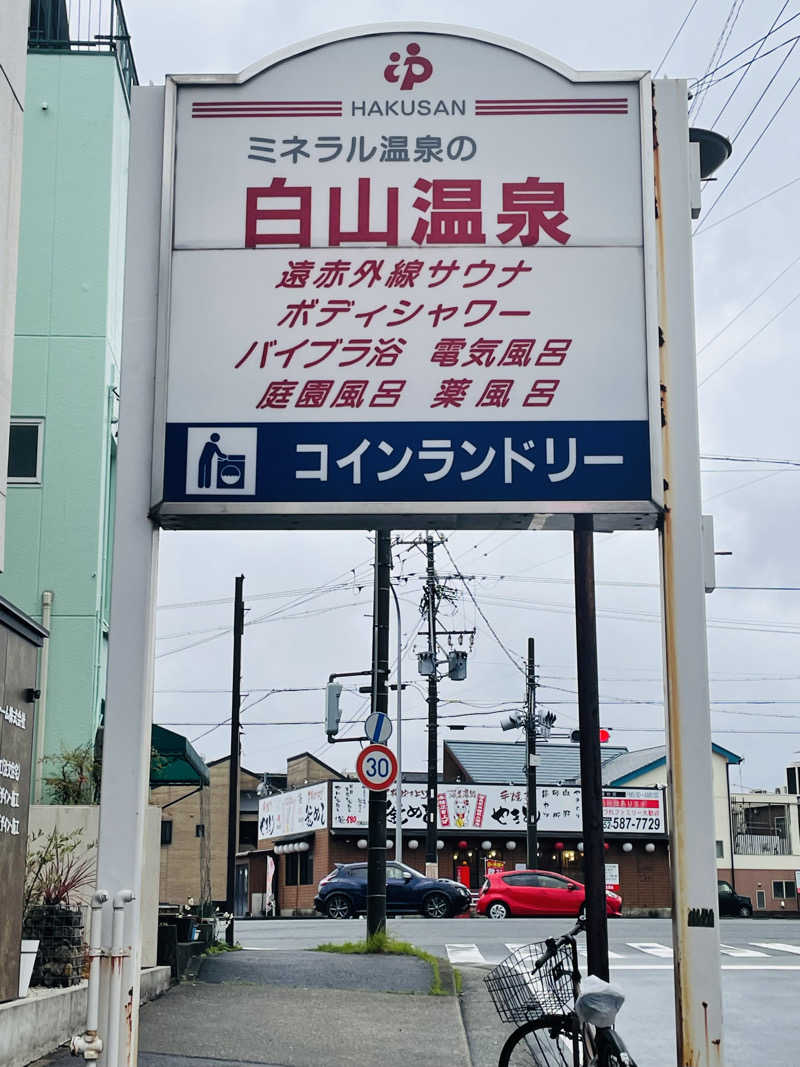 HAKUSAN
ミネラル温泉の
白山温泉
遠赤外線サウナ
ボディシャワー
バイブラ浴 電気風呂
庭園風呂 薬風呂
コインランドリー
30
587-7729